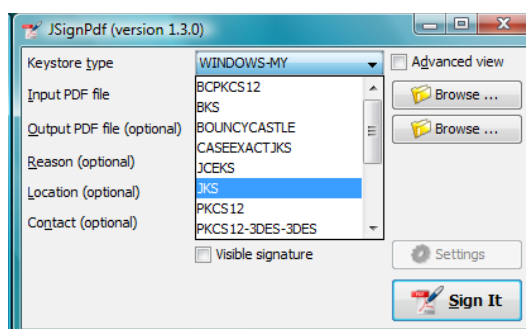 JSignPdf (version 1.3.0)
Keystore type
WINDOWS-MY
Advanced view
Input PDF file
BCPKCS12
Browse ...
BKS
Output PDF file (optional)
BOUNCYCASTLE
Browse ...
CASEEXACTJKS
Reason (optional)
JCEKS
Location (optional)
JKS
PKCS12
Contact (optional)
PKCS12-3DES-3DES
Visible signature
Settings
Sign It